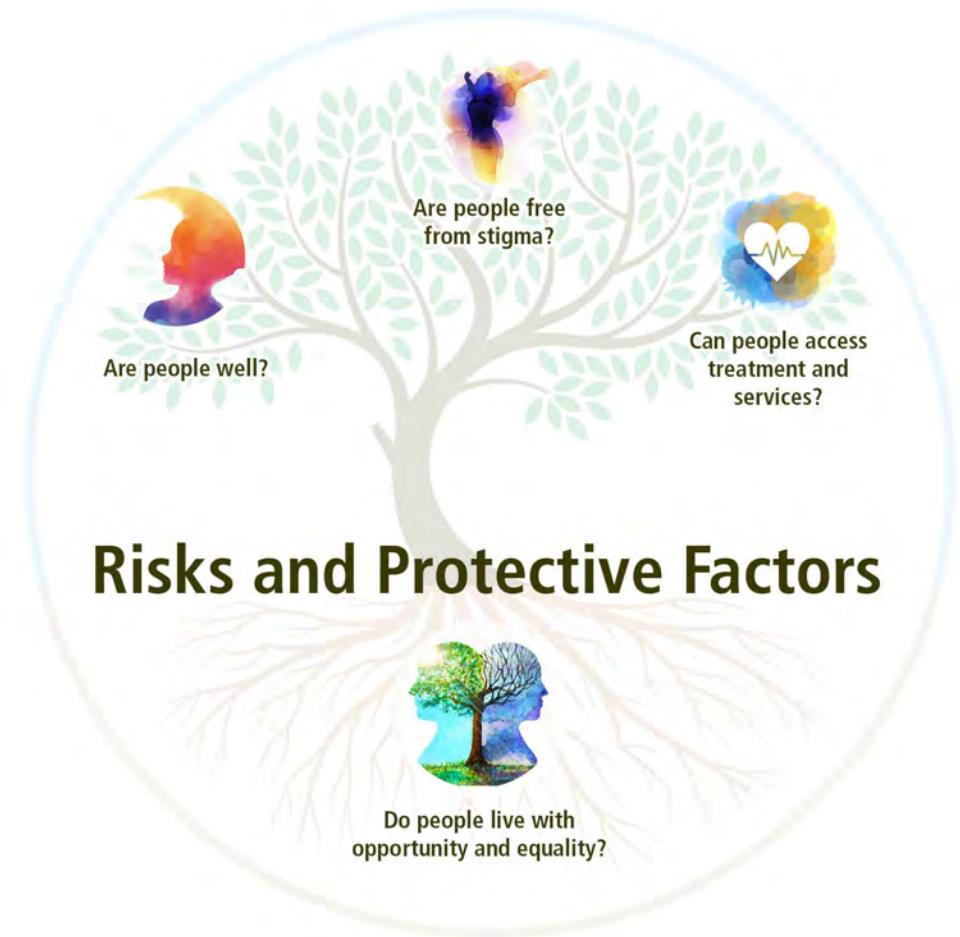 Are people free
from stigma?
Are people well?
Can people access
treatment and
services?
Risks and Protective Factors
Do people live with
opportunity and equality?